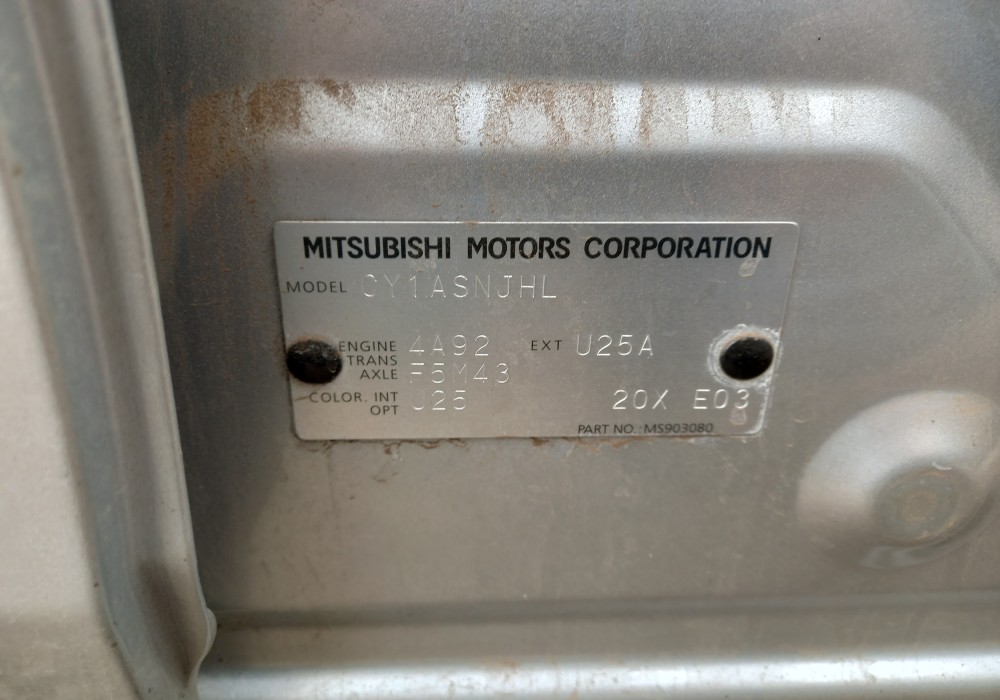 MITSUBISHI MOTORS CORPORATION
MODEL CY1ASNJHL
ENGINE 4A92 EXT U25A
TRANS
AXLE F5M43
COLOR. INT U25 20X E03
OPT
PART NO.: MS903080